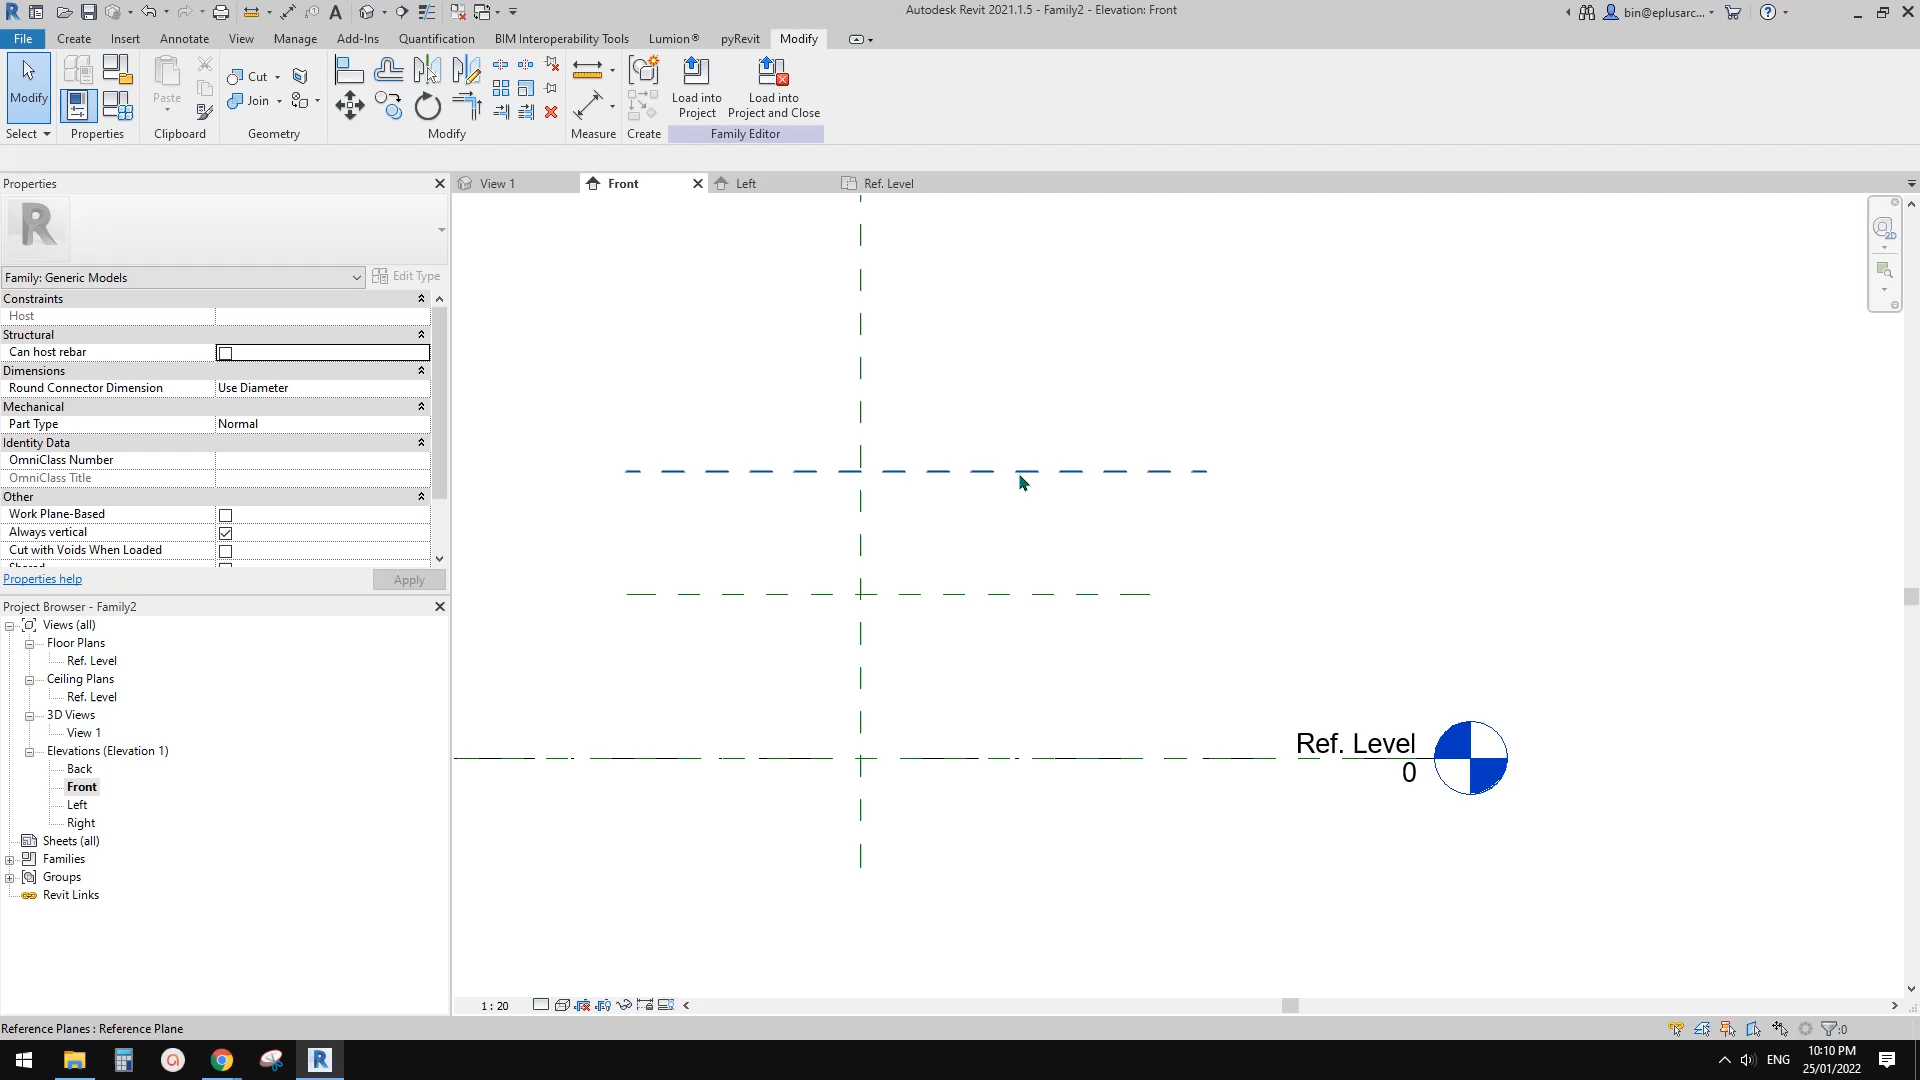 Autodesk Revit 2021.1.5 - Family2 - Elevation: Front
bin@eplusarc...
File Create Insert Annotate View Manage Add-Ins Quantification BIM Interoperability Tools Lumion® pyRevit Modify
Modify
Paste
Cut
Join
Load into
Project
Load into
Project and Close
Select Properties Clipboard Geometry Modify Measure Create Family Editor
Properties
View 1 Front Left Ref. Level
Family: Generic Models
Edit Type
Constraints
Host
Structural
Can host rebar
Dimensions
Round Connector Dimension Use Diameter
Mechanical
Part Type Normal
Identity Data
OmniClass Number
OmniClass Title
Other
Work Plane-Based
Always vertical
Cut with Voids When Loaded
Properties help
Apply
Project Browser - Family2
Views (all)
Floor Plans
Ref. Level
Ceiling Plans
Ref. Level
3D Views
View 1
Elevations (Elevation 1)
Back
Front
Left
Right
Sheets (all)
Families
Groups
Revit Links
Ref. Level
0
1 : 20
Reference Planes : Reference Plane
:0
ENG
10:10 PM
25/01/2022